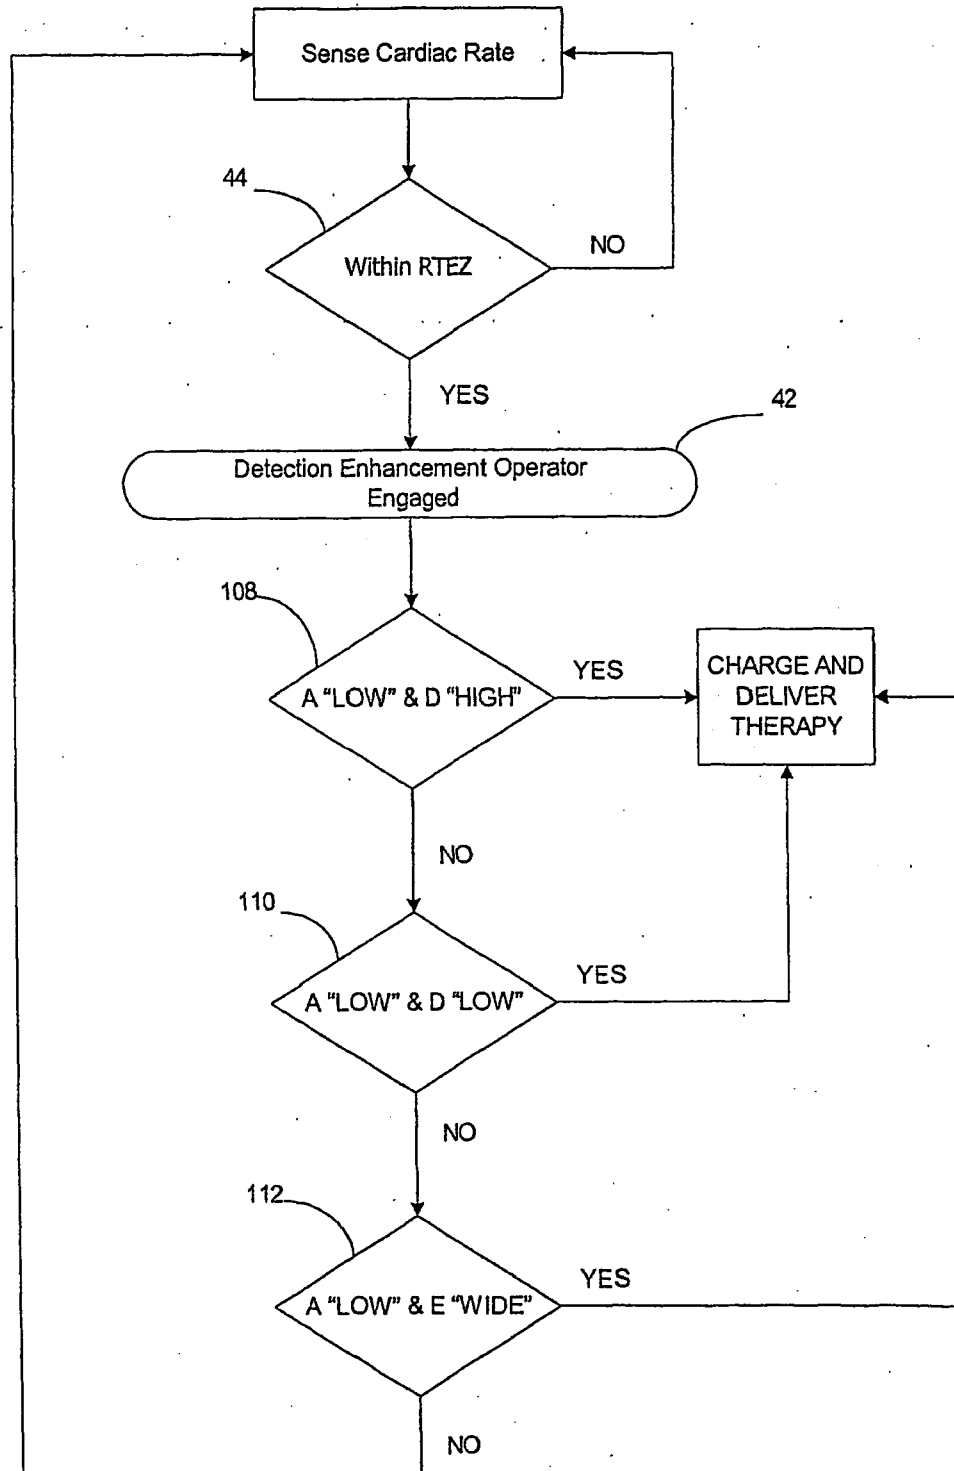 Sense Cardiac Rate
44
Within RTEZ
NO
YES
42
Detection Enhancement Operator
Engaged
108
A "LOW" & D "HIGH"
YES
CHARGE AND
DELIVER
THERAPY
NO
110
A "LOW" & D "LOW"
YES
NO
112
A "LOW" & E "WIDE"
YES
NO